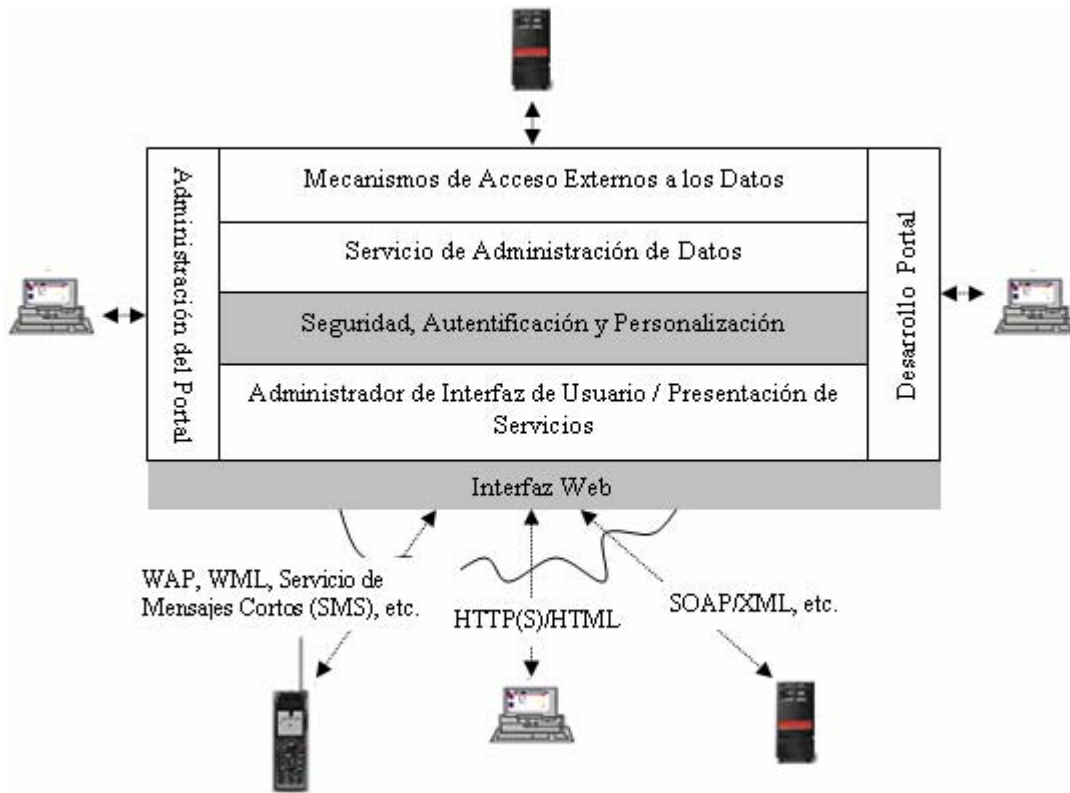 Mecanismos de Acceso Externos a los Datos
Servicio de Administración de Datos
Seguridad, Autentificación y Personalización
Administrador de Interfaz de Usuario / Presentación de
Servicios
Administración del Portal
Desarrollo Portal
Interfaz Web
WAP, WML, Servicio de
Mensajes Cortos (SMS), etc.
HTTP(S)/HTML
SOAP/XML, etc.